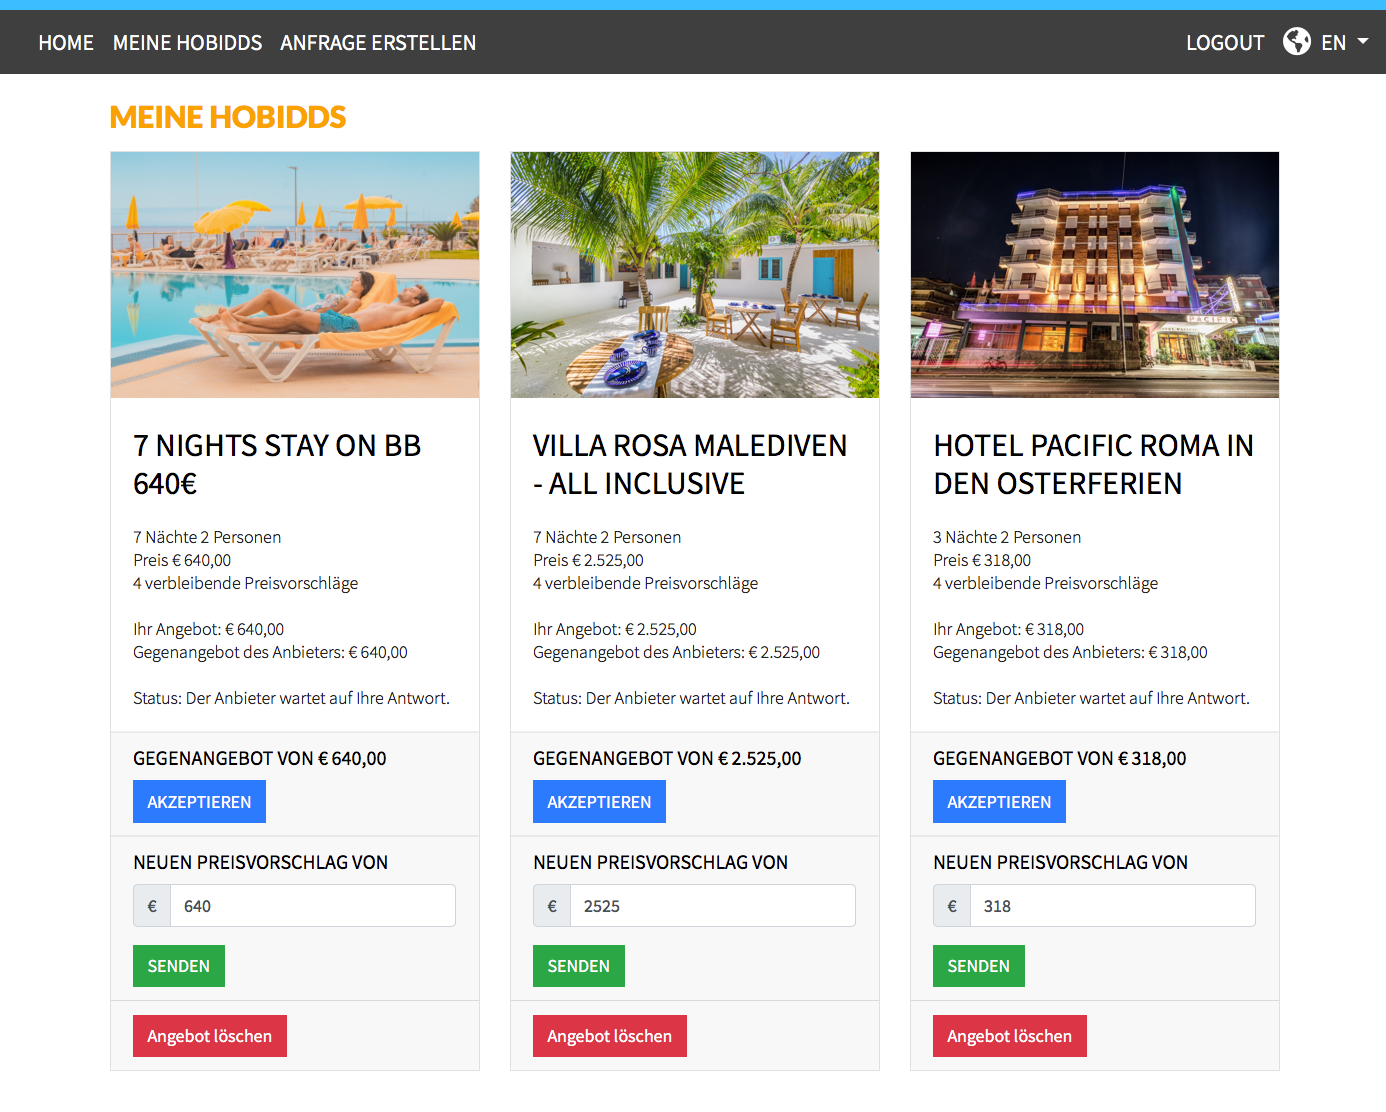 HOME MEINE HOBIDDS ANFRAGE ERSTELLEN LOGOUT EN
MEINE HOBIDDS
7 NIGHTS STAY ON BB
640€
7 Nächte 2 Personen
Preis € 640,00
4 verbleibende Preisvorschläge
Ihr Angebot: € 640,00
Gegenangebot des Anbieters: € 640,00
Status: Der Anbieter wartet auf Ihre Antwort.
GEGENANGEBOT VON € 640,00
AKZEPTIEREN
NEUEN PREISVORSCHLAG VON
€ 640
SENDEN
Angebot löschen
VILLA ROSA MALEDIVEN
- ALL INCLUSIVE
7 Nächte 2 Personen
Preis € 2.525,00
4 verbleibende Preisvorschläge
Ihr Angebot: € 2.525,00
Gegenangebot des Anbieters: € 2.525,00
Status: Der Anbieter wartet auf Ihre Antwort.
GEGENANGEBOT VON € 2.525,00
AKZEPTIEREN
NEUEN PREISVORSCHLAG VON
€ 2525
SENDEN
Angebot löschen
PACIFIC
HOTEL PACIFIC ROMA IN
DEN OSTERFERIEN
3 Nächte 2 Personen
Preis € 318,00
4 verbleibende Preisvorschläge
Ihr Angebot: € 318,00
Gegenangebot des Anbieters: € 318,00
Status: Der Anbieter wartet auf Ihre Antwort.
GEGENANGEBOT VON € 318,00
AKZEPTIEREN
NEUEN PREISVORSCHLAG VON
€ 318
SENDEN
Angebot löschen